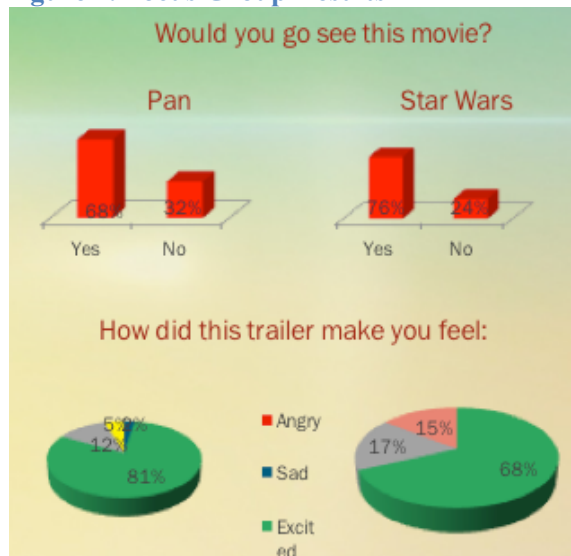 Would you go see this movie?
Pan
Star Wars
68%
32%
76%
24%
Yes
No
Yes
No
How did this trailer make you feel:
5%
12%
81%
Angry
Sad
Excit
ed
15%
17%
68%